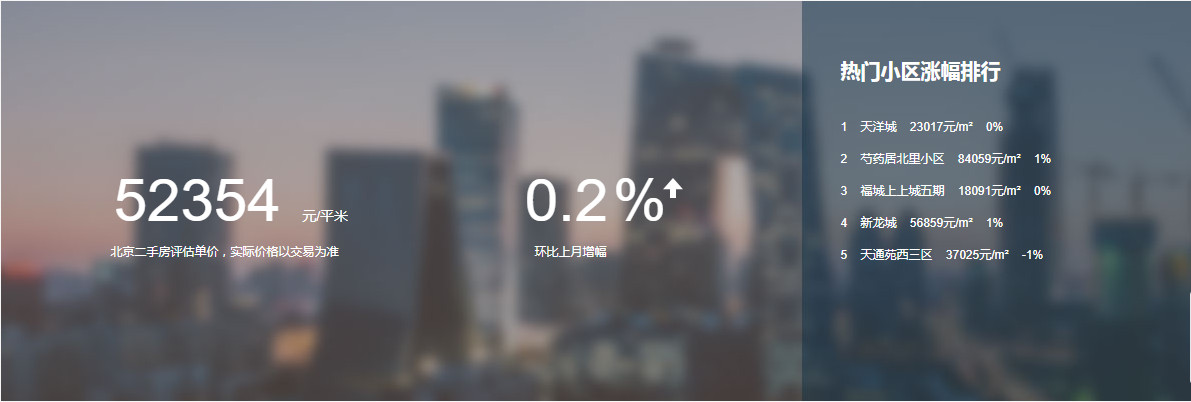 52354 元/平米
北京二手房评估单价，实际价格以交易为准
0.2%
环比上月增幅
热门小区涨幅排行
1 天洋城 23017元/m² 0%
2 芍药居北里小区 84059元/m² 1%
3 福城上上城五期 18091元/m² 0%
4 新龙城 56859元/m² 1%
5 天通苑西三区 37025元/m² -1%